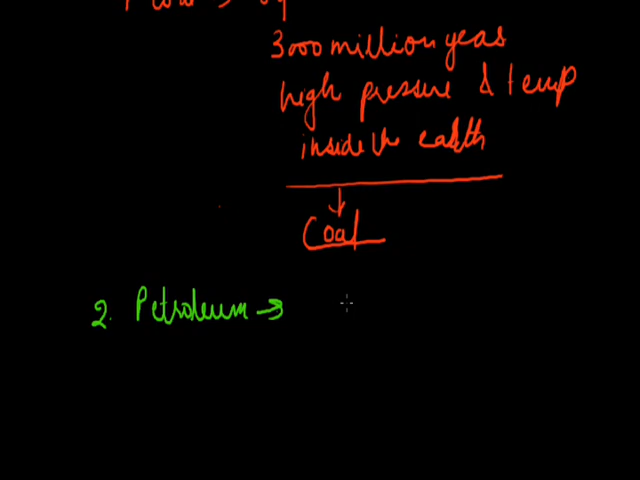 3000 million yeas
high pressure & temp
inside the earth
Coal
2. Petroleum →